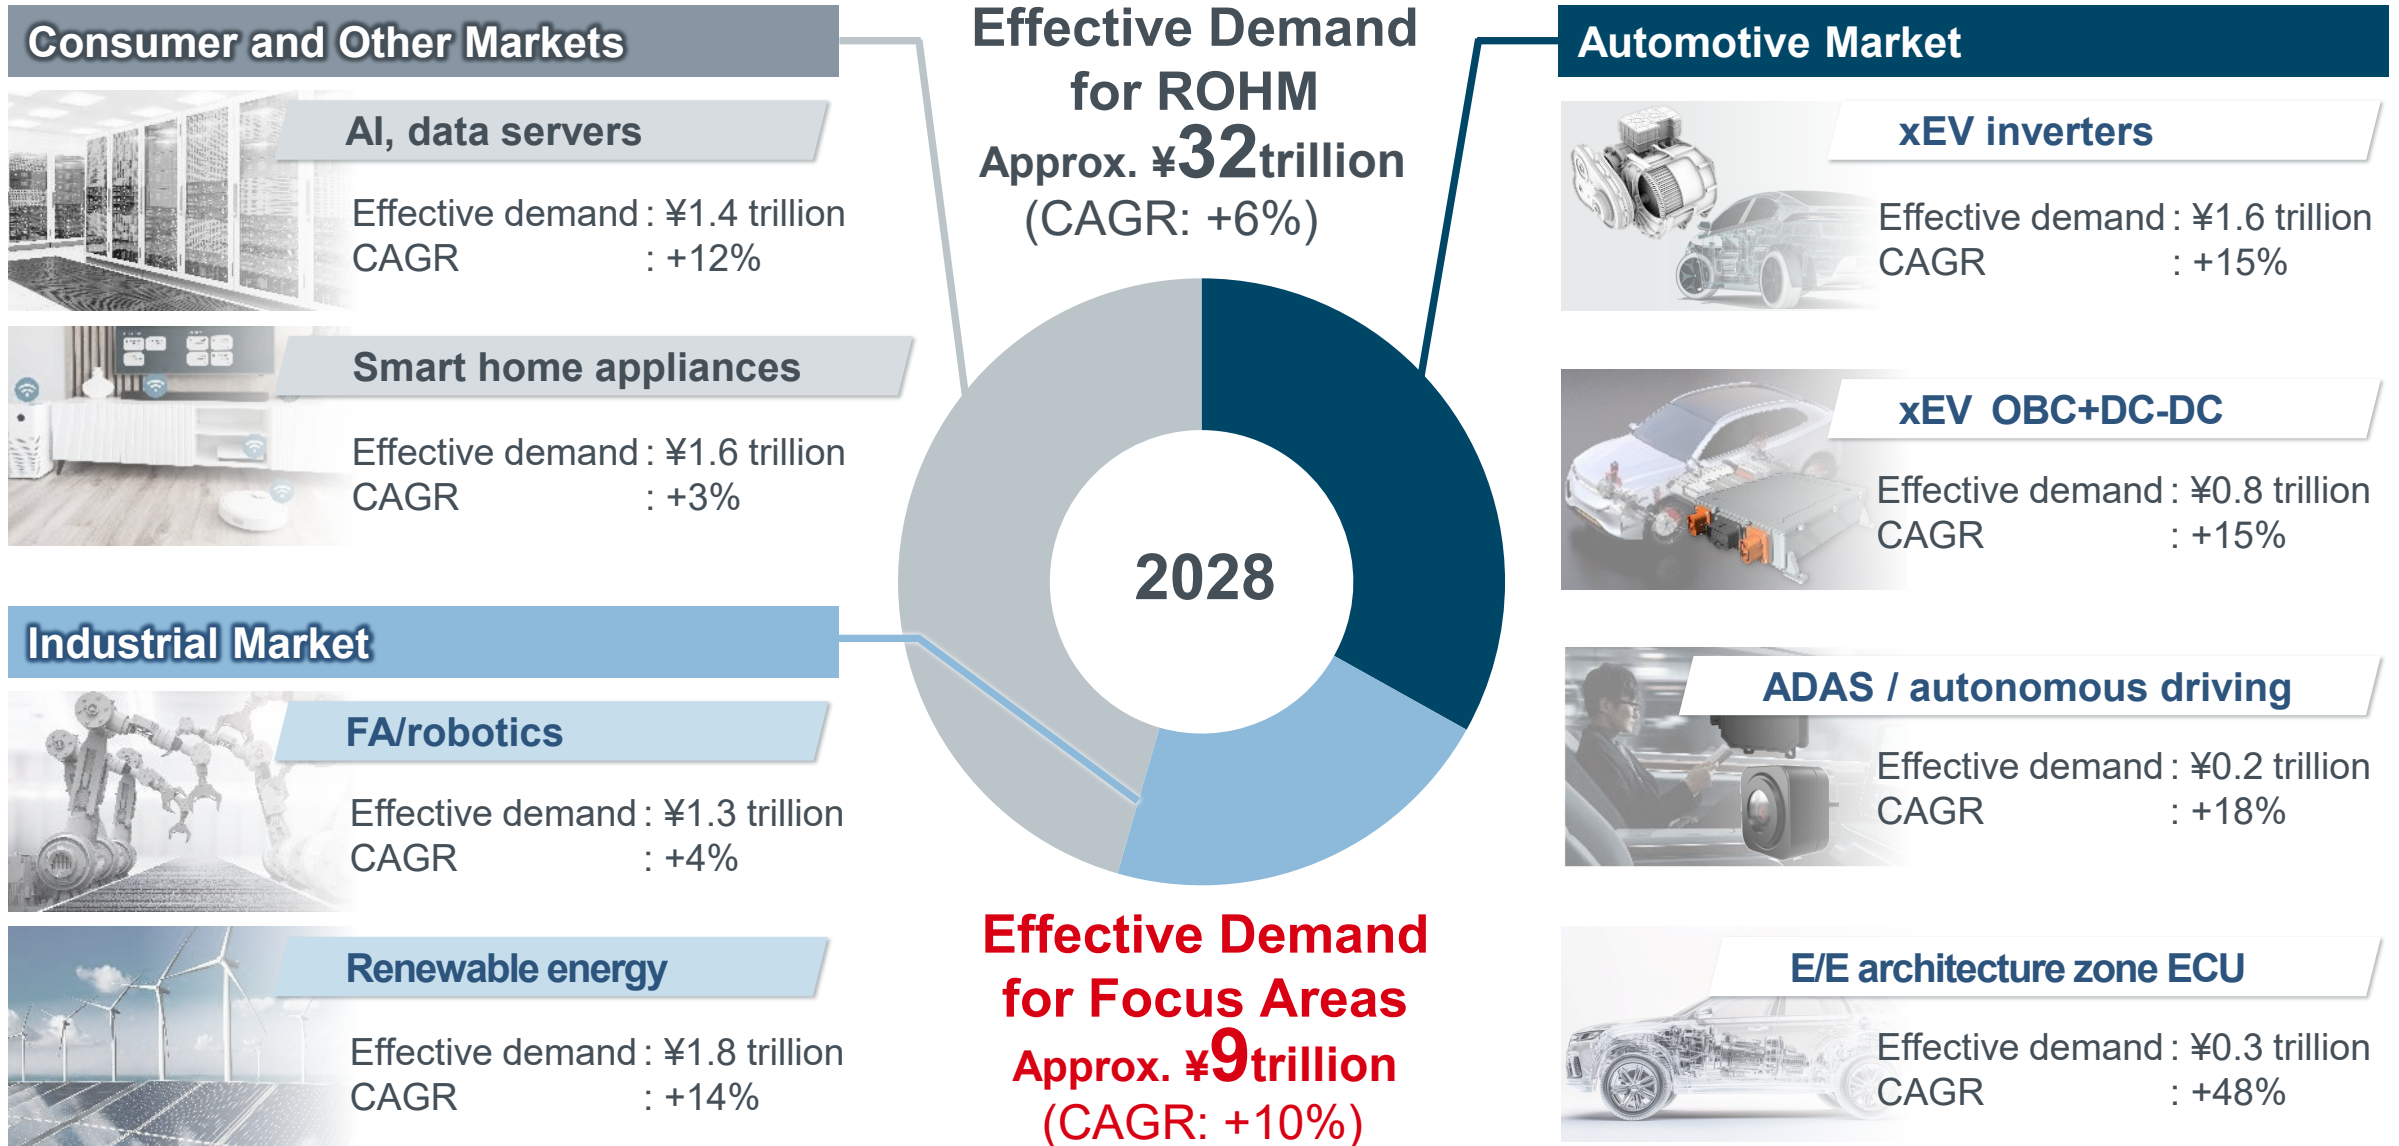 Consumer and Other Markets
AI, data servers
Effective demand : ¥1.4 trillion
CAGR : +12%
Smart home appliances
Effective demand : ¥1.6 trillion
CAGR : +3%
Industrial Market
FA/robotics
Effective demand : ¥1.3 trillion
CAGR : +4%
Renewable energy
Effective demand : ¥1.8 trillion
CAGR : +14%
Effective Demand
for ROHM
Approx. ¥32trillion
(CAGR: +6%)
2028
Effective Demand
for Focus Areas
Approx. ¥9trillion
(CAGR: +10%)
Automotive Market
xEV inverters
Effective demand : ¥1.6 trillion
CAGR : +15%
xEV OBC+DC-DC
Effective demand : ¥0.8 trillion
CAGR : +15%
ADAS / autonomous driving
Effective demand : ¥0.2 trillion
CAGR : +18%
E/E architecture zone ECU
Effective demand : ¥0.3 trillion
CAGR : +48%